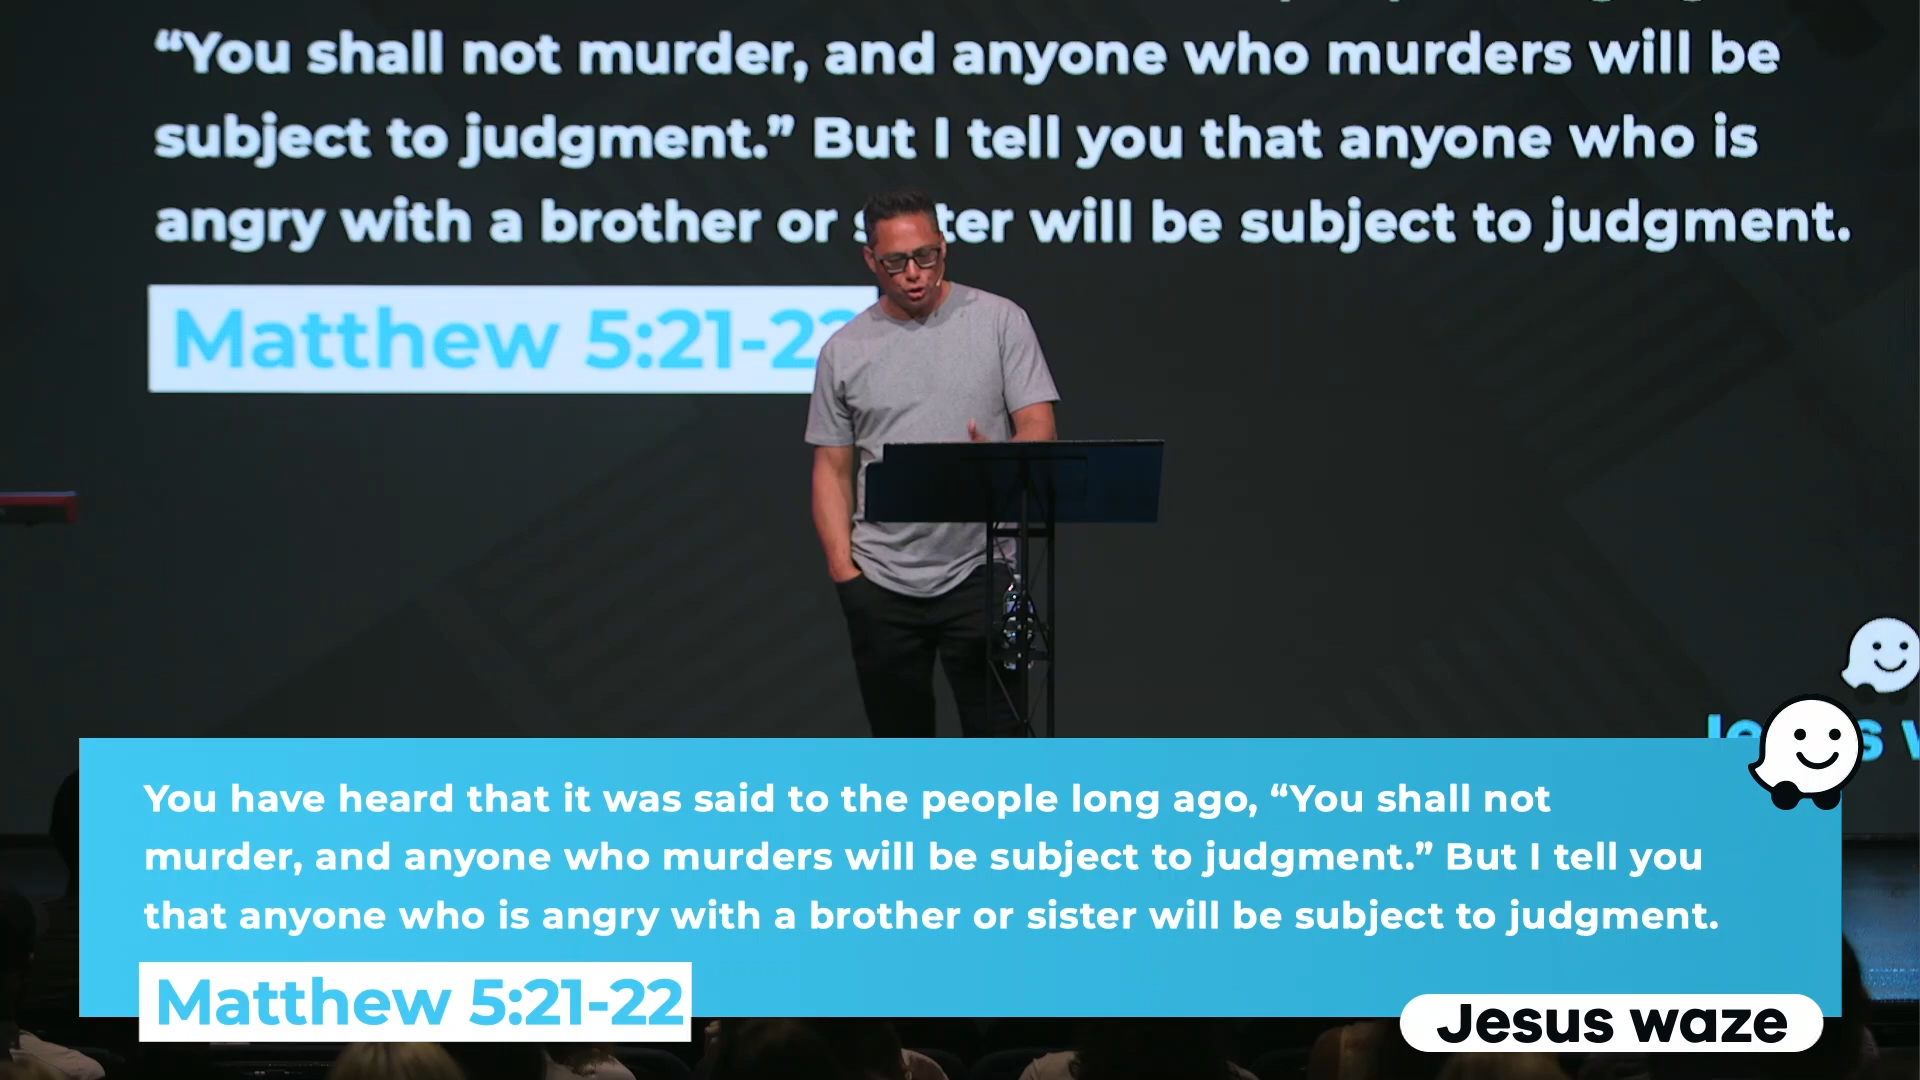 “You shall not murder, and anyone who murders will be
subject to judgment.” But I tell you that anyone who is
angry with a brother or ster will be subject to judgment.
Matthew 5:21-2
You have heard that it was said to the people long ago, “You shall not
murder, and anyone who murders will be subject to judgment.” But I tell you
that anyone who is angry with a brother or sister will be subject to judgment.
Matthew 5:21-22
Jesus waze